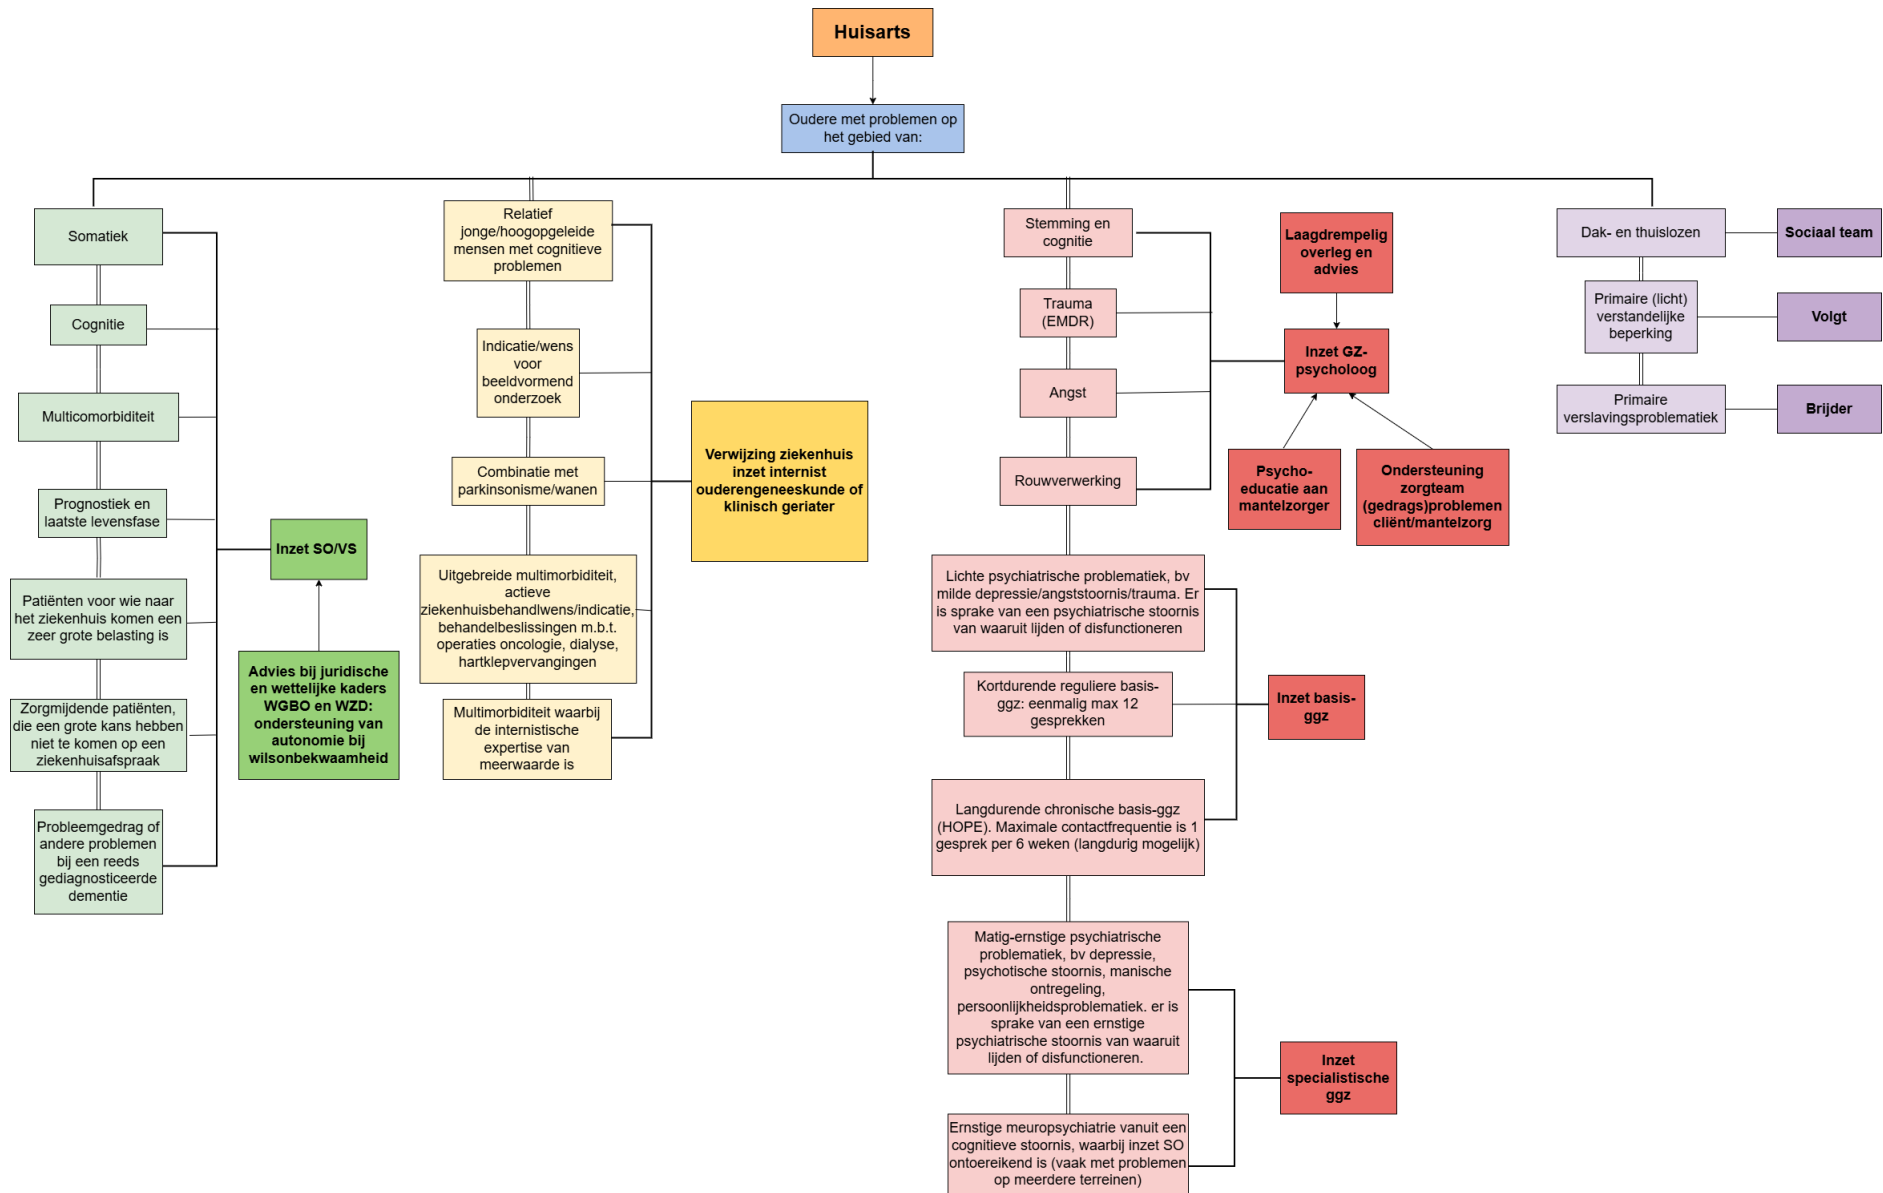 Huisarts
Oudere met problemen op
het gebied van:
Somatiek
Cognitie
Multicomorbiditeit
Prognostiek en
laatste levensfase
Patiënten voor wie naar
het ziekenhuis komen een
zeer grote belasting is
Zorgmijdende patiënten,
die een grote kans hebben
niet te komen op een
ziekenhuisafspraak
Probleemgedrag of
andere problemen
bij een reeds
gediagnosticeerde
dementie
Inzet SO/VS
Advies bij juridische
en wettelijke kaders
WGBO en WZD:
ondersteuning van
autonomie bij
wilsonbekwaamheid
Relatief
jonge/hoogopgeleide
mensen met cognitieve
problemen
Indicatie/wens
voor
beeldvormend
onderzoek
Combinatie met
parkinsonisme/wanen
Uitgebreide multimorbiditeit,
actieve
ziekenhuisbehandlwens/indicatie,
behandelbeslissingen m.b.t.
operaties oncologie, dialyse,
hartklepvervangingen
Multimorbiditeit waarbij
de internistische
expertise van
meerwaarde is
Verwijzing ziekenhuis
inzet internist
ouderengeneeskunde of
klinisch geriater
Stemming en
cognitie
Trauma
(EMDR)
Angst
Rouwverwerking
Laagdrempelig
overleg en
advies
Inzet GZ-
psycholoog
Psycho-
educatie aan
mantelzorger
Ondersteuning
zorgteam
(gedrags)problemen
cliënt/mantelzorg
Lichte psychiatrische problematiek, bv
milde depressie/angststoornis/trauma. Er
is sprake van een psychiatrische stoornis
van waaruit lijden of disfunctioneren
Kortdurende reguliere basis-
ggz: eenmalig max 12
gesprekken
Langdurende chronische basis-ggz
(HOPE). Maximale contactfrequentie is 1
gesprek per 6 weken (langdurig mogelijk)
Inzet basis-
ggz
Matig-ernstige psychiatrische
problematiek, bv depressie,
psychotische stoornis, manische
ontregeling,
persoonlijkheidsproblematiek. er is
sprake van een ernstige
psychiatrische stoornis van waaruit
lijden of disfunctioneren.
Ernstige meuropsychiatrie vanuit een
cognitieve stoornis, waarbij inzet SO
ontoereikend is (vaak met problemen
op meerdere terreinen)
Inzet
specialistische
ggz
Dak- en thuislozen
Sociaal team
Primaire (licht)
verstandelijke
beperking
Volgt
Primaire
verslavingsproblematiek
Brijder